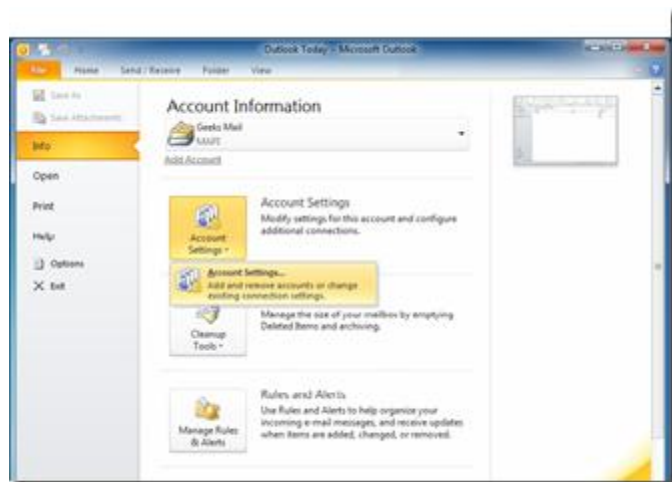 Outlook Today - Microsoft Outlook
File Home Send / Receive Folder View
Save As
Save Attachments
Info
Open
Print
Help
Options
Exit
Account Information
Geeks Mail
MAPI
Add Account
Account Settings
Account Settings
Modify settings for this account and configure
additional connections.
Account Settings...
Add and remove accounts or change
existing connection settings.
Cleanup
Tools
Manage the size of your mailbox by emptying
Deleted Items and archiving.
Manage Rules
& Alerts
Rules and Alerts
Use Rules and Alerts to help organize your
incoming e-mail messages, and receive updates
when items are added, changed, or removed.